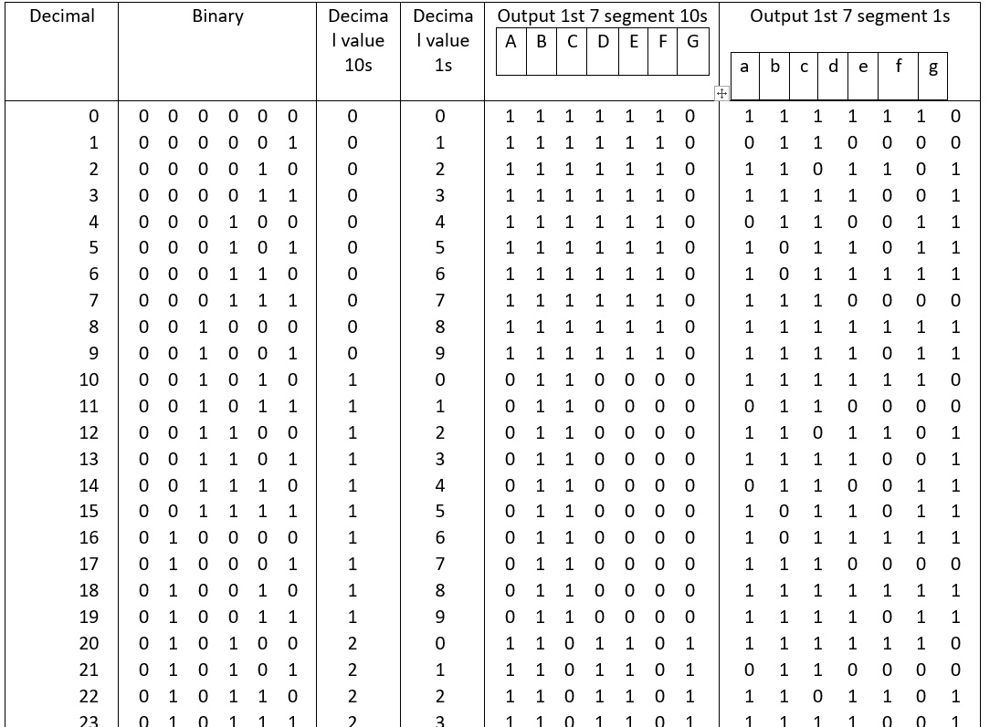 Decimal Binary Decima Decima Output 1st 7 segment 10s Output 1st 7 segment 1s
l value l value A B C D E F G
10s 1s a b c d e f g
0 0 0 0 0 0 0 0 0 1 1 1 1 1 1 0 1 1 1 1 1 1 0
1 0 0 0 0 0 1 0 1 1 1 1 1 1 1 0 0 1 1 0 0 0 0
2 0 0 0 0 1 0 0 2 1 1 1 1 1 1 0 1 1 0 1 1 0 1
3 0 0 0 0 1 1 0 3 1 1 1 1 1 1 0 1 1 1 1 0 0 1
4 0 0 0 1 0 0 0 4 1 1 1 1 1 1 0 0 1 1 0 0 1 1
5 0 0 0 1 0 1 0 5 1 1 1 1 1 1 0 1 0 1 1 0 1 1
6 0 0 0 1 1 0 0 6 1 1 1 1 1 1 0 1 0 1 1 1 1 1
7 0 0 0 1 1 1 0 7 1 1 1 1 1 1 0 1 1 1 0 0 0 0
8 0 0 1 0 0 0 0 8 1 1 1 1 1 1 0 1 1 1 1 1 1 1
9 0 0 1 0 0 1 0 9 1 1 1 1 1 1 0 1 1 1 1 0 1 1
10 0 0 1 0 1 0 1 0 0 1 1 0 0 0 0 1 1 1 1 1 1 0
11 0 0 1 0 1 1 1 1 0 1 1 0 0 0 0 0 1 1 0 0 0 0
12 0 0 1 1 0 0 1 2 0 1 1 0 0 0 0 1 1 0 1 1 0 1
13 0 0 1 1 0 1 1 3 0 1 1 0 0 0 0 1 1 1 1 0 0 1
14 0 0 1 1 1 0 1 4 0 1 1 0 0 0 0 0 1 1 0 0 1 1
15 0 0 1 1 1 1 1 5 0 1 1 0 0 0 0 1 0 1 1 0 1 1
16 0 1 0 0 0 0 1 6 0 1 1 0 0 0 0 1 0 1 1 1 1 1
17 0 1 0 0 0 1 1 7 0 1 1 0 0 0 0 1 1 1 0 0 0 0
18 0 1 0 0 1 0 1 8 0 1 1 0 0 0 0 1 1 1 1 1 1 1
19 0 1 0 0 1 1 1 9 0 1 1 0 0 0 0 1 1 1 1 0 1 1
20 0 1 0 1 0 0 2 0 1 1 0 1 1 0 1 1 1 1 1 1 1 0
21 0 1 0 1 0 1 2 1 1 1 0 1 1 0 1 0 1 1 0 0 0 0
22 0 1 0 1 1 0 2 2 1 1 0 1 1 0 1 1 1 0 1 1 0 1
23 0 1 0 1 1 1 2 3 1 1 0 1 1 0 1 1 1 1 1 0 0 1